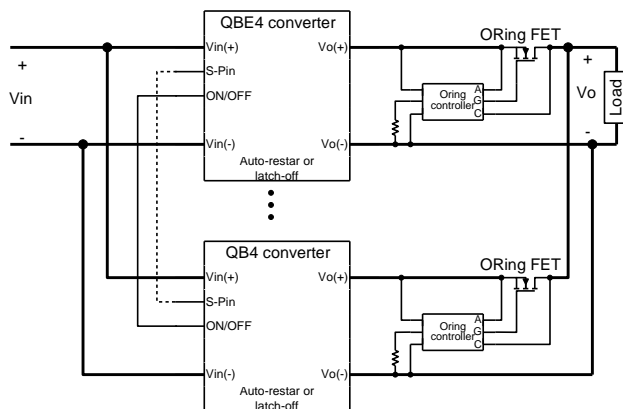 QBE4 converter
Vin(+)
Vo(+)
ORing FET
+
+
S-Pin
Vin
ON/OFF
Oring
controller
A
G
C
Vo
Load
-
-
Vin(-)
Vo(-)
Auto-restar or
latch-off
QB4 converter
Vin(+)
Vo(+)
ORing FET
S-Pin
ON/OFF
Oring
controller
A
G
C
Vin(-)
Vo(-)
Auto-restar or
latch-off